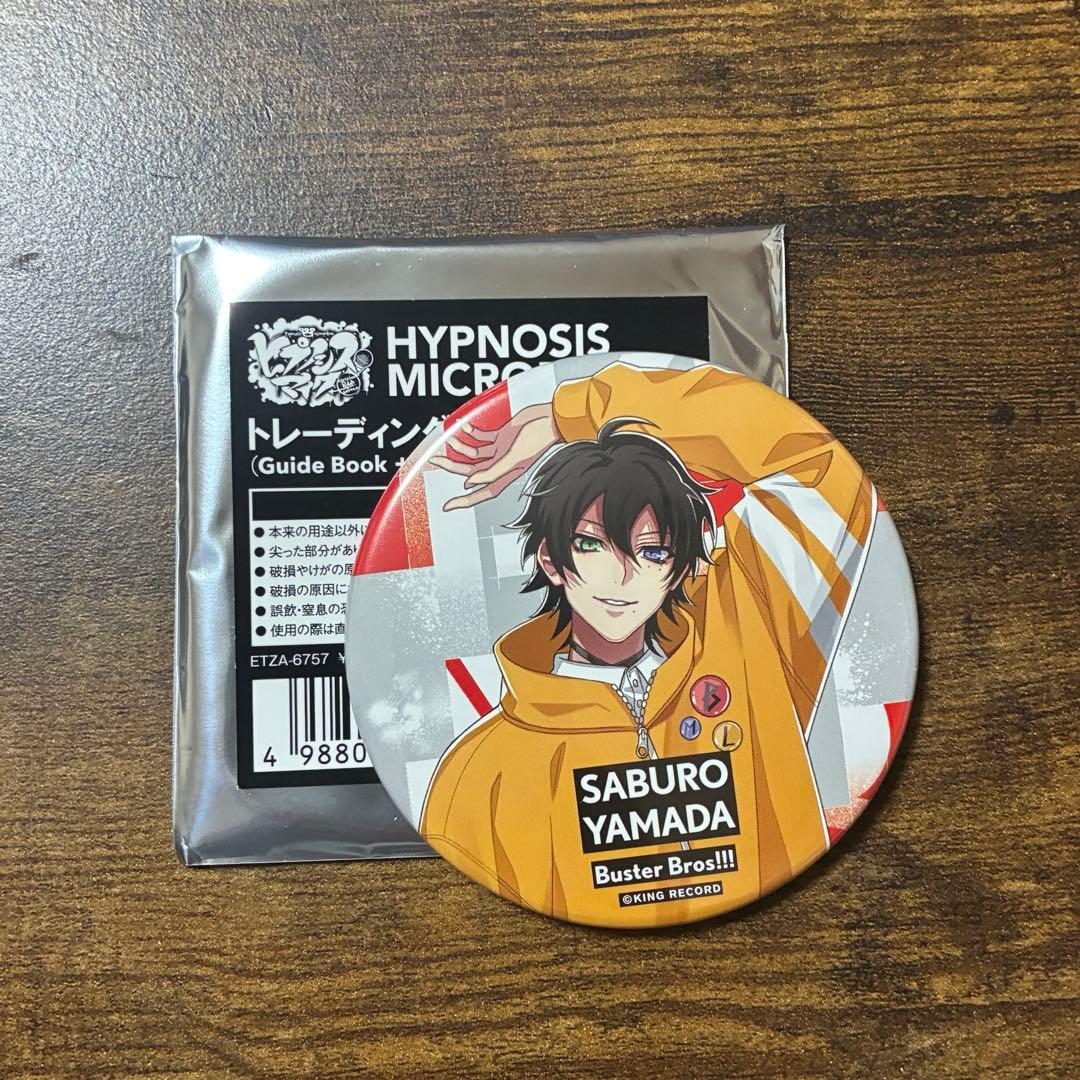 ヒプノシスマイク
HYPNOSIS
MICRO
トレーディング
(Guide Book +
● 本来の用途以外に
● 尖った部分があり
● 破損やけがの原
● 破損の原因に
● 誤飲・窒息の恐
● 使用の際は直
ETZA-6757 ¥
4 9880
B
M
L
SABURO
YAMADA
Buster Bros!!!
©KING RECORD